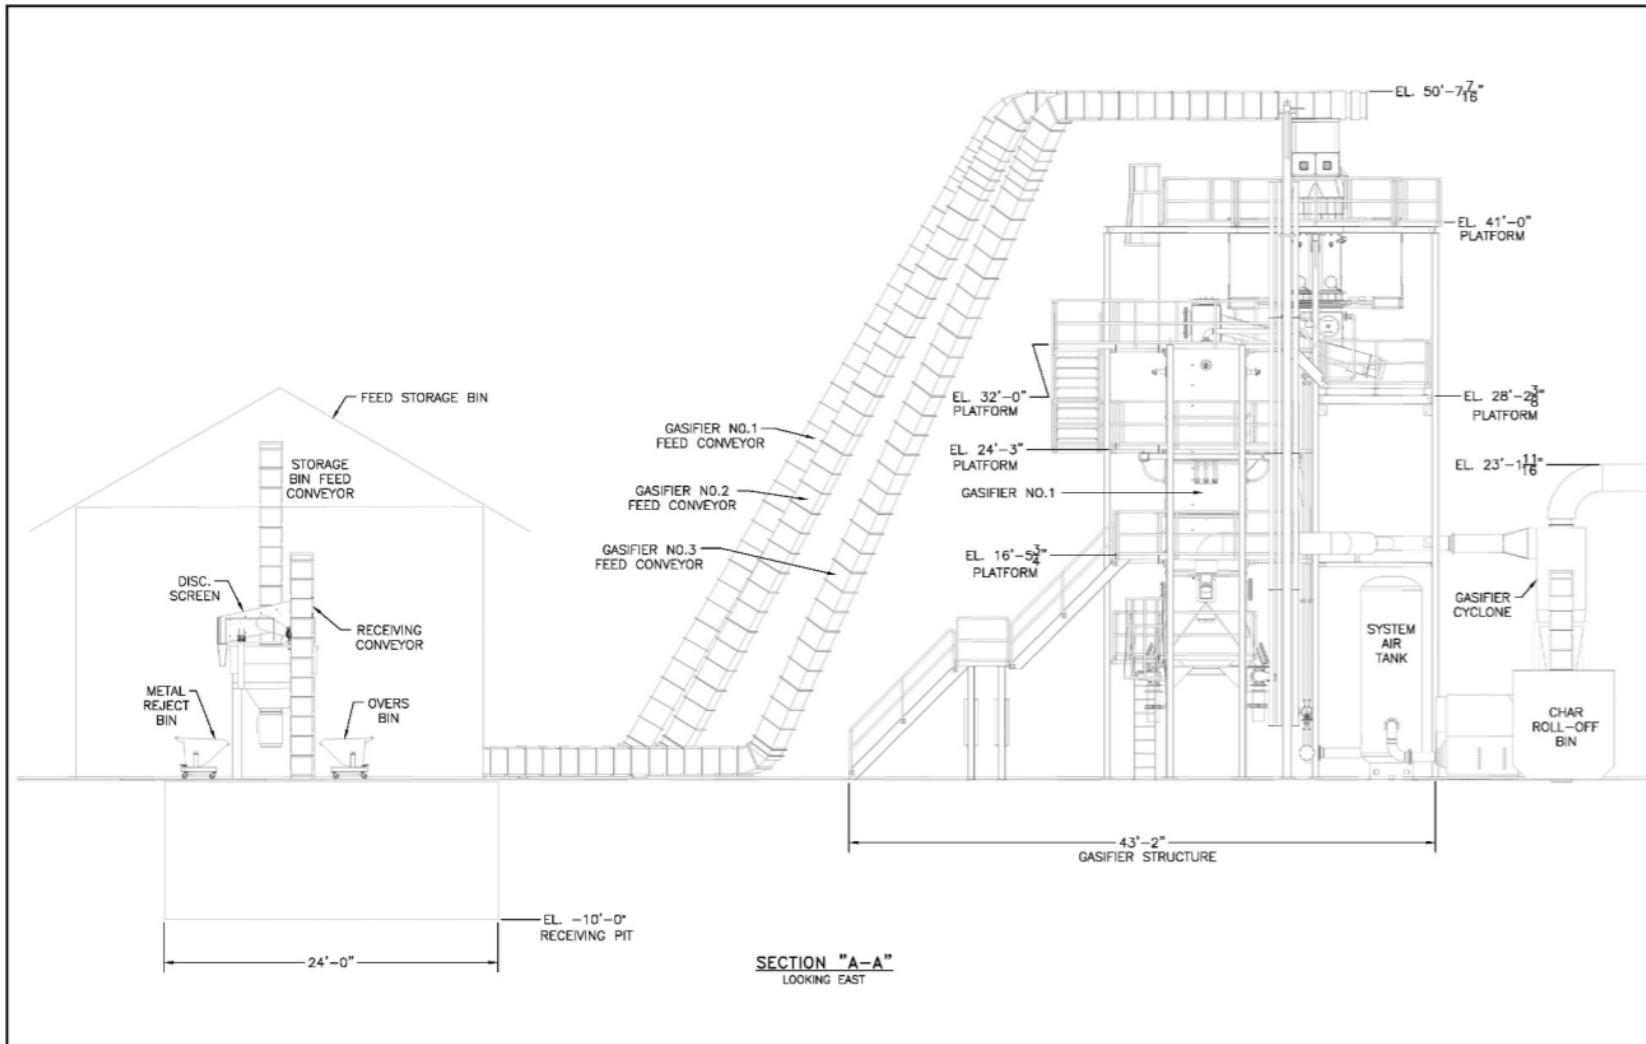 EL. 50'-7 7/16"
EL. 41'-0"
PLATFORM
FEED STORAGE BIN
EL. 32'-0"
PLATFORM
EL. 28'-2 3/8"
PLATFORM
GASIFIER NO.1
FEED CONVEYOR
STORAGE
BIN FEED
CONVEYOR
EL. 24'-3"
PLATFORM
EL. 23'-1 11/16"
GASIFIER NO.2
FEED CONVEYOR
GASIFIER NO.1
GASIFIER NO.3
FEED CONVEYOR
EL. 16'-5 3/4"
PLATFORM
DISC.
SCREEN
RECEIVING
CONVEYOR
GASIFIER
CYCLONE
SYSTEM
AIR
TANK
METAL
REJECT
BIN
OVERS
BIN
CHAR
ROLL-OFF
BIN
43'-2"
GASIFIER STRUCTURE
EL. -10'-0"
RECEIVING PIT
24'-0"
SECTION "A-A"
LOOKING EAST